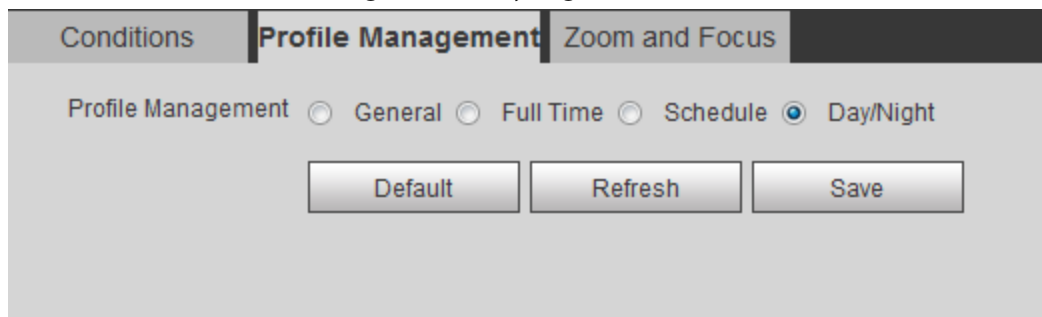 Conditions Profile Management Zoom and Focus
Profile Management General Full Time Schedule Day/Night
Default Refresh Save